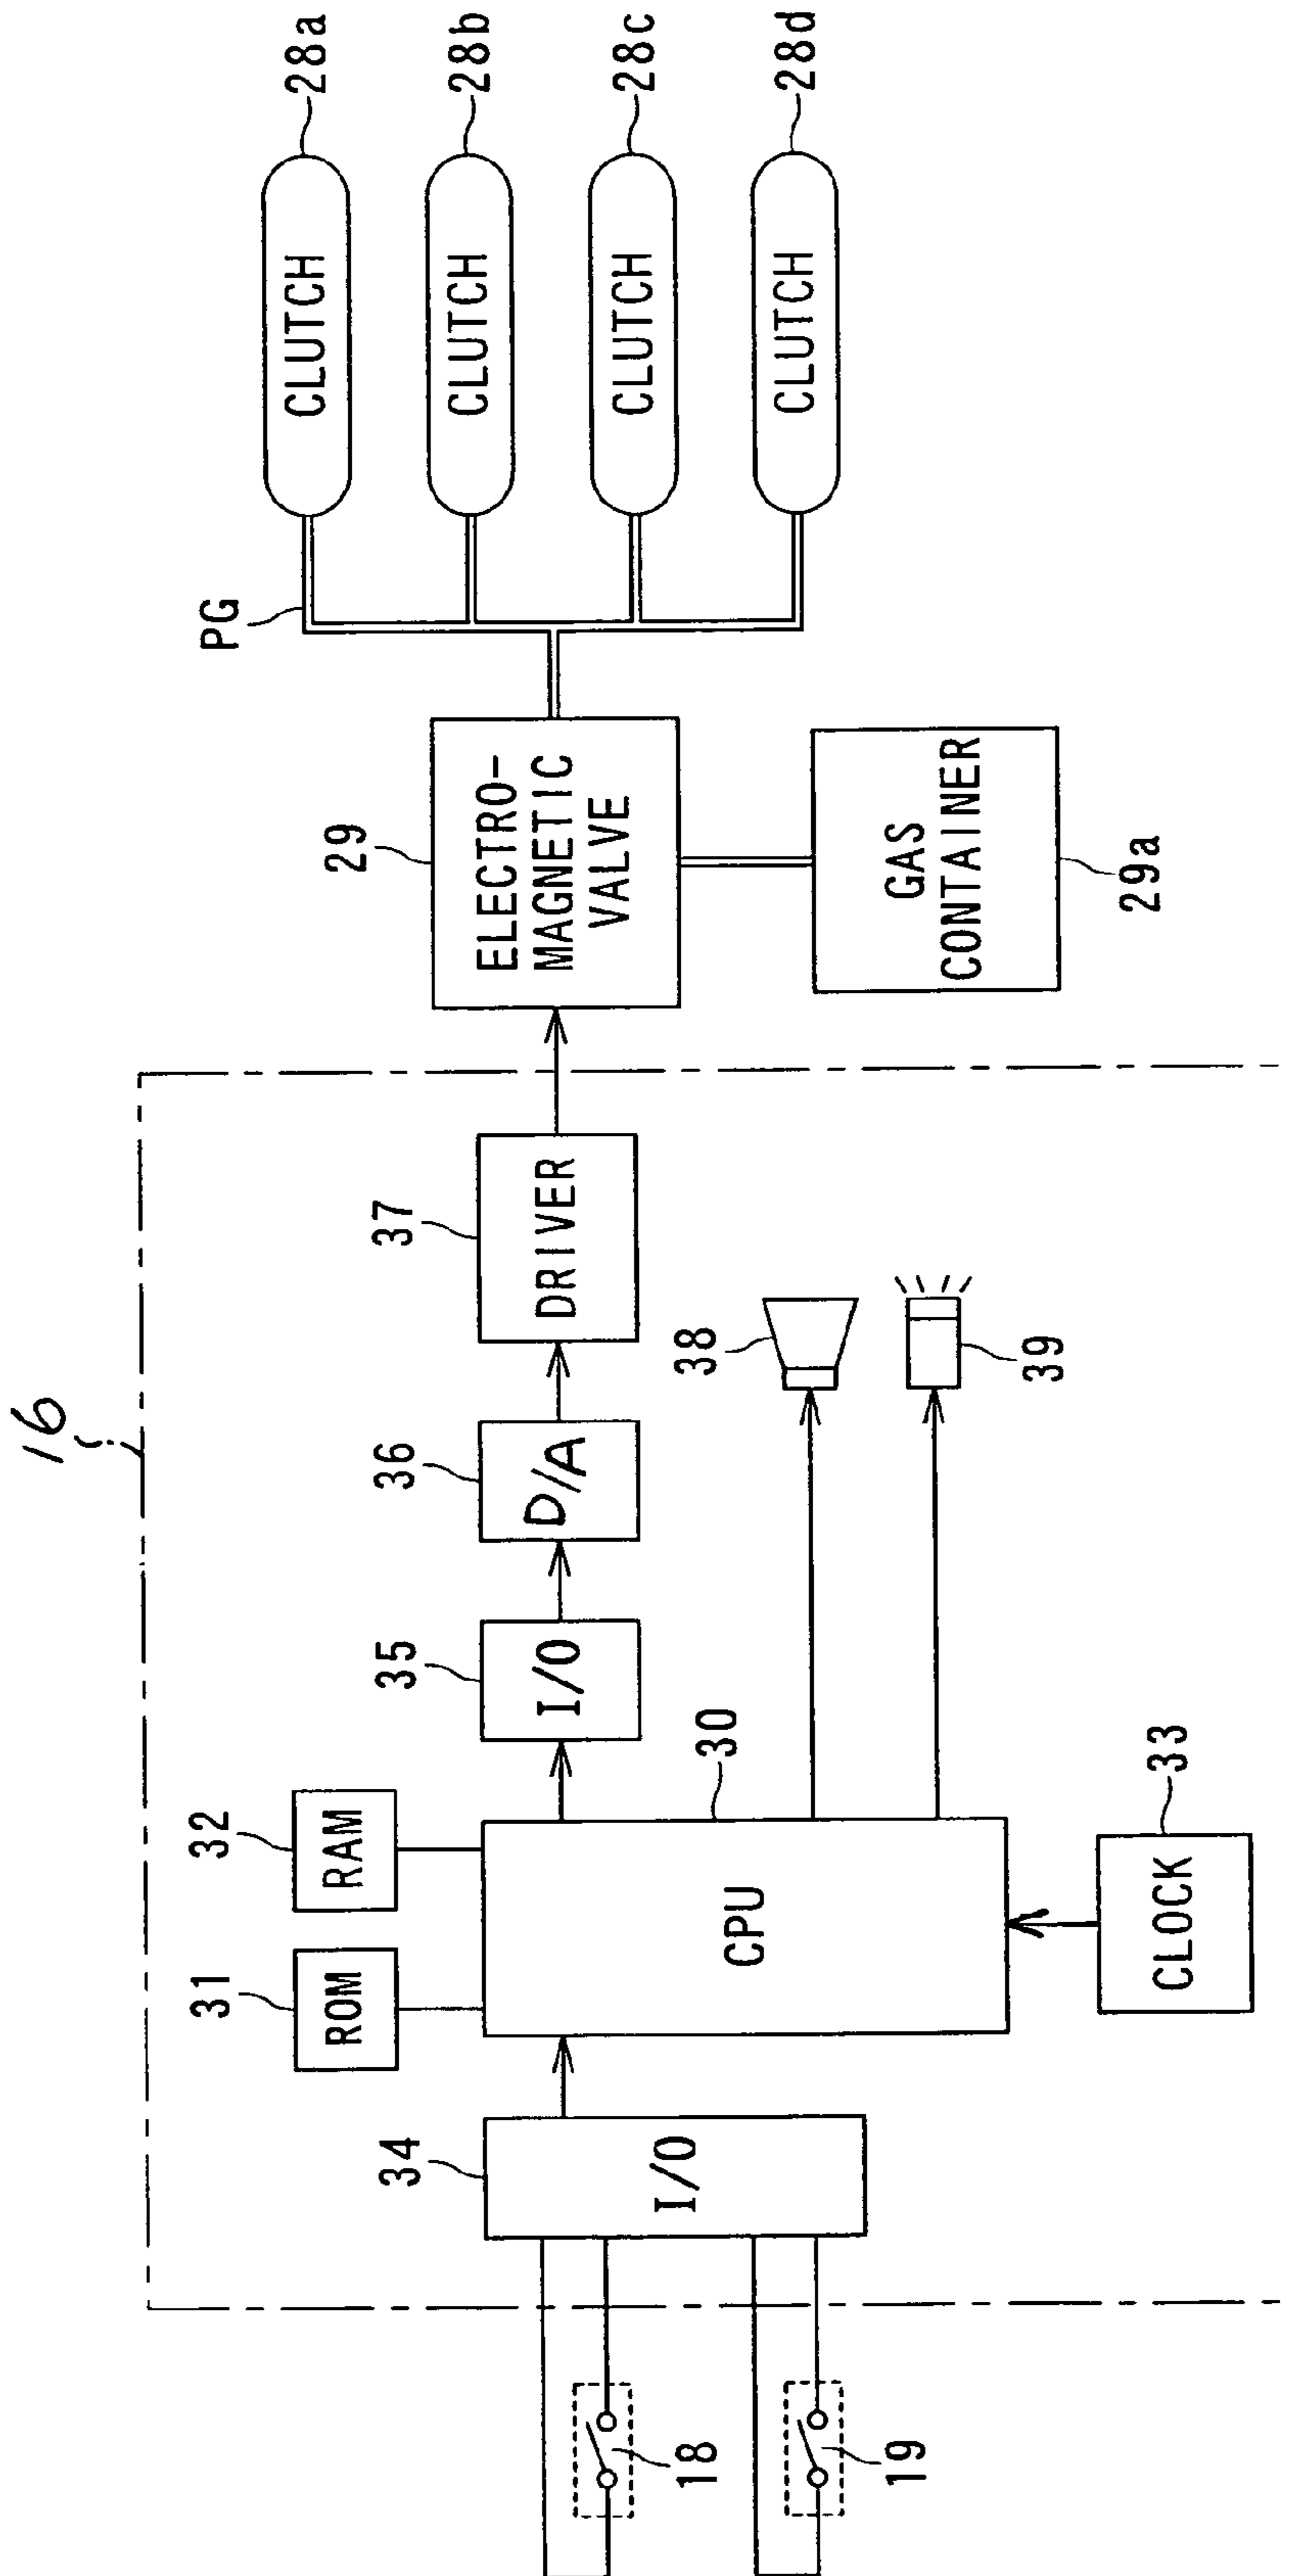 16
18
19
34
I/O
31
ROM
32
RAM
CPU
30
33
CLOCK
35
I/O
36
D/A
37
DRIVER
38
39
29
ELECTRO-
MAGNETIC
VALVE
GAS
CONTAINER
29a
PG
CLUTCH
28a
CLUTCH
28b
CLUTCH
28c
CLUTCH
28d